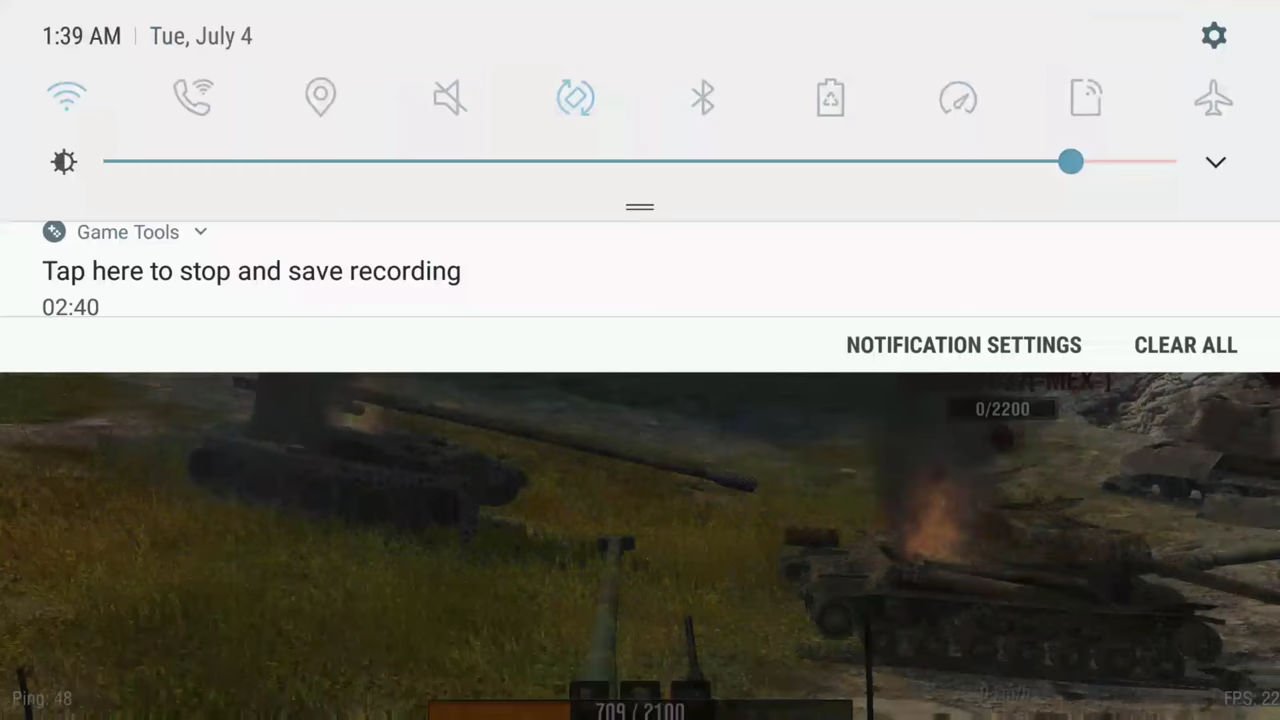 1:39 AM | Tue, July 4
Game Tools
Tap here to stop and save recording
02:40
NOTIFICATION SETTINGS CLEAR ALL
0/2200
Ping: 48
709 / 2100
FPS: 22